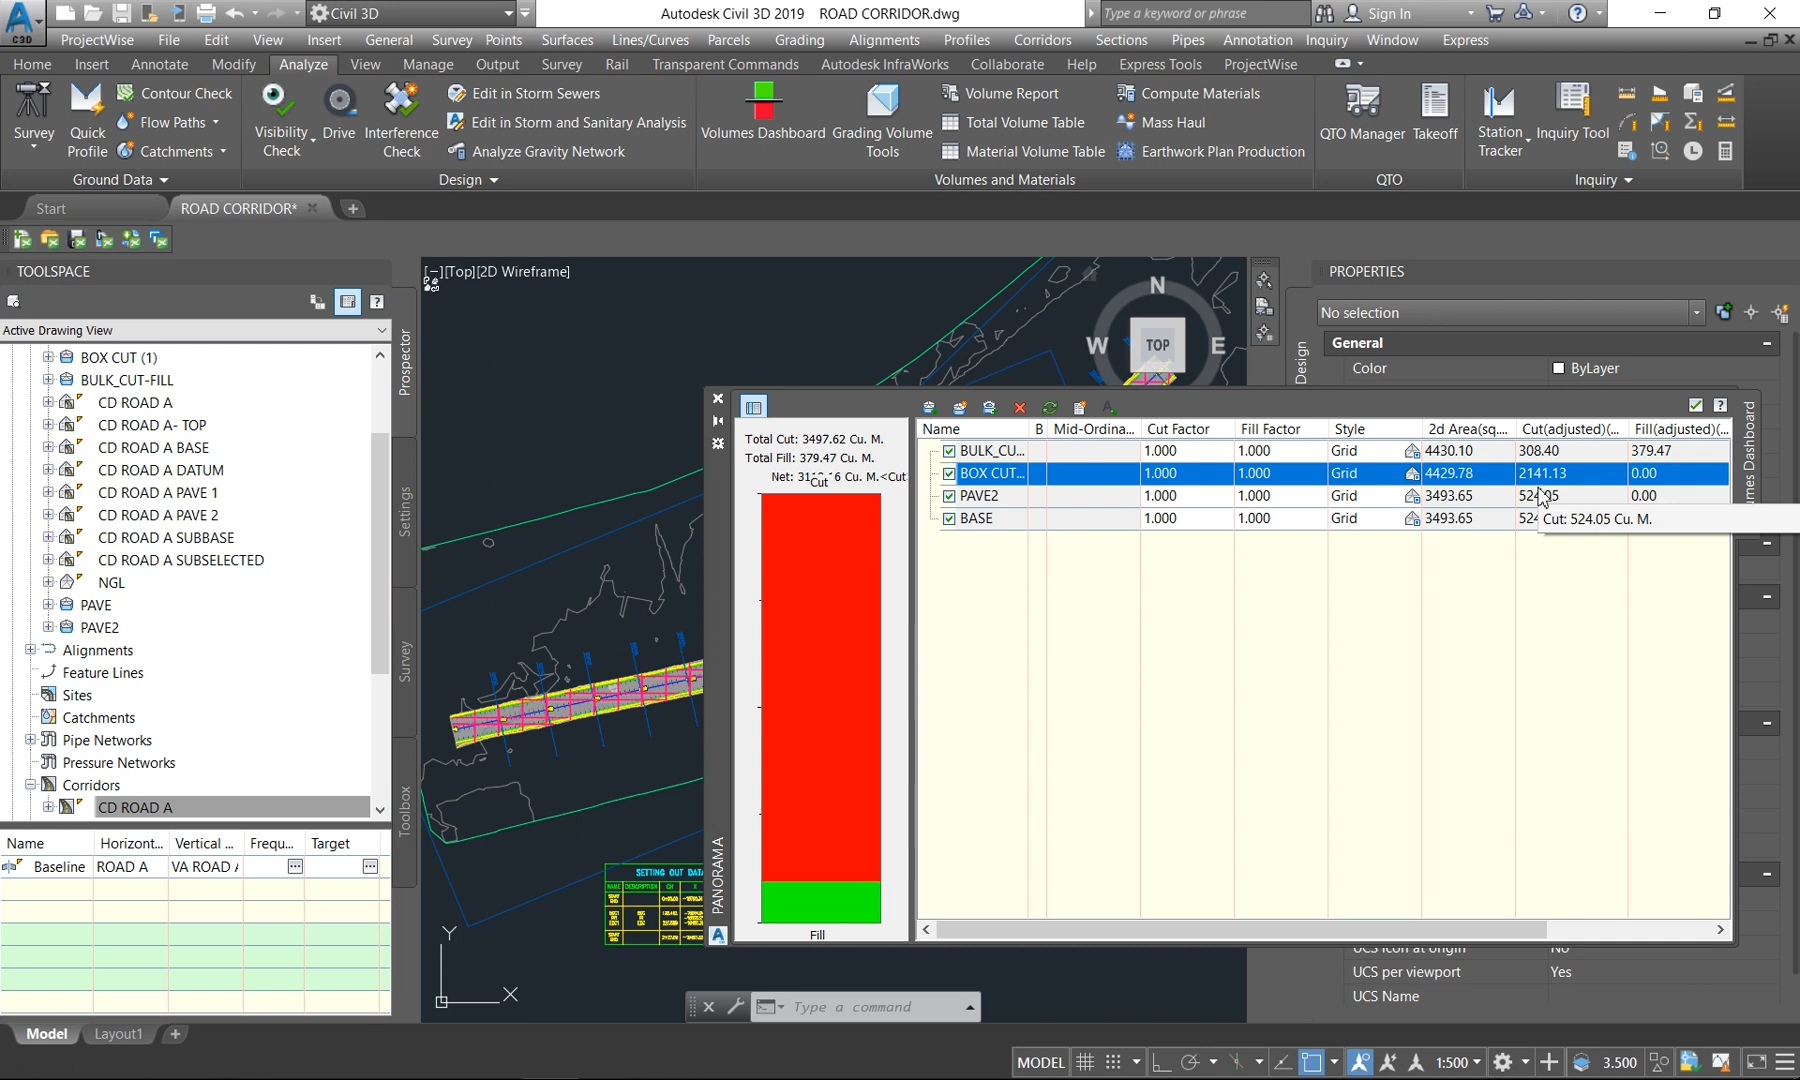 Civil 3D
Autodesk Civil 3D 2019 ROAD CORRIDOR.dwg
Type a keyword or phrase
Sign In
C3D
ProjectWise File Edit View Insert General Survey Points Surfaces Lines/Curves Parcels Grading Alignments Profiles Corridors Sections Pipes Annotation Inquiry Window Express
Home Insert Annotate Modify Analyze View Manage Output Survey Rail Transparent Commands Autodesk InfraWorks Collaborate Help Express Tools ProjectWise
Survey
Quick Profile
Contour Check
Flow Paths
Catchments
Ground Data
Visibility Check
Drive
Interference Check
Edit in Storm Sewers
Edit in Storm and Sanitary Analysis
Analyze Gravity Network
Design
Volumes Dashboard
Grading Volume Tools
Volume Report
Total Volume Table
Material Volume Table
Compute Materials
Mass Haul
Earthwork Plan Production
Volumes and Materials
QTO Manager
Takeoff
QTO
Station Tracker
Inquiry Tool
Inquiry
Start
ROAD CORRIDOR*
TOOLSPACE
Active Drawing View
BOX CUT (1)
BULK_CUT-FILL
CD ROAD A
CD ROAD A- TOP
CD ROAD A BASE
CD ROAD A DATUM
CD ROAD A PAVE 1
CD ROAD A PAVE 2
CD ROAD A SUBBASE
CD ROAD A SUBSELECTED
NGL
PAVE
PAVE2
Alignments
Feature Lines
Sites
Catchments
Pipe Networks
Pressure Networks
Corridors
CD ROAD A
Prospector
Settings
Survey
Toolbox
Name Horizont... Vertical ... Frequ... Target
Baseline ROAD A VA ROAD
[−][Top][2D Wireframe]
N
W TOP E
SETTING OUT DATA
Y
X
PANORAMA
Total Cut: 3497.62 Cu. M.
Total Fill: 379.47 Cu. M.
Cut
Fill
Name B Mid-Ordina... Cut Factor Fill Factor Style 2d Area(sq.... Cut(adjusted)(... Fill(adjusted)(...
BULK_CU... 1.000 1.000 Grid 4430.10 308.40 379.47
BOX CUT... 1.000 1.000 Grid 4429.78 2141.13 0.00
PAVE2 1.000 1.000 Grid 3493.65 0.00
BASE 1.000 1.000 Grid 3493.65 524
Cut: 524.05 Cu. M.
umes Dashboard
Design
PROPERTIES
No selection
General
Color ByLayer
UCS icon at origin No
UCS per viewport Yes
UCS Name
Type a command
Model Layout1
MODEL
1:500
3.500